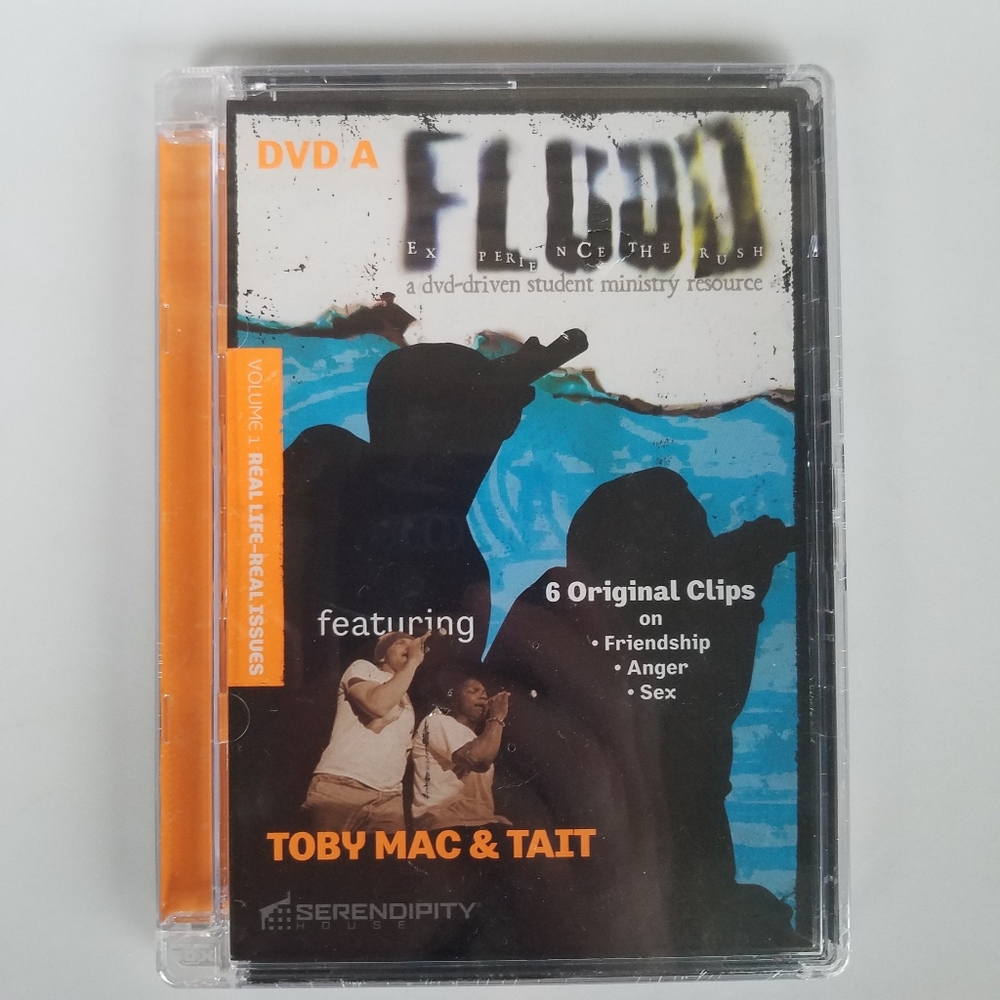 DVD A
FLOOD
EXPERIENCE THE RUSH
a dvd-driven student ministry resource
VOLUME 1 REAL LIFE-REAL ISSUES
6 Original Clips
on
• Friendship
• Anger
• Sex
featuring
TOBY MAC & TAIT
SERENDIPITY
HOUSE